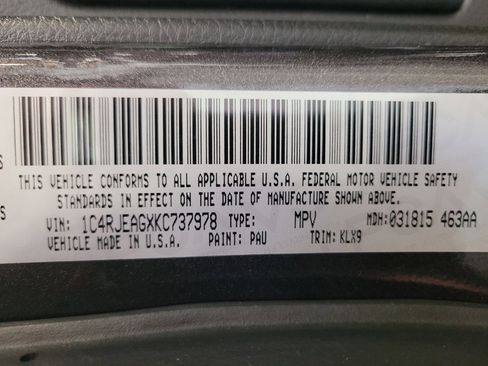 THIS VEHICLE CONFORMS TO ALL APPLICABLE U.S.A. FEDERAL MOTOR VEHICLE SAFETY
STANDARDS IN EFFECT ON THE DATE OF MANUFACTURE SHOWN ABOVE.
VIN: 1C4RJEAGXKC737978 TYPE: MPV MDH: 031815 463AA
VEHICLE MADE IN U.S.A. PAINT: PAU TRIM: KLX9